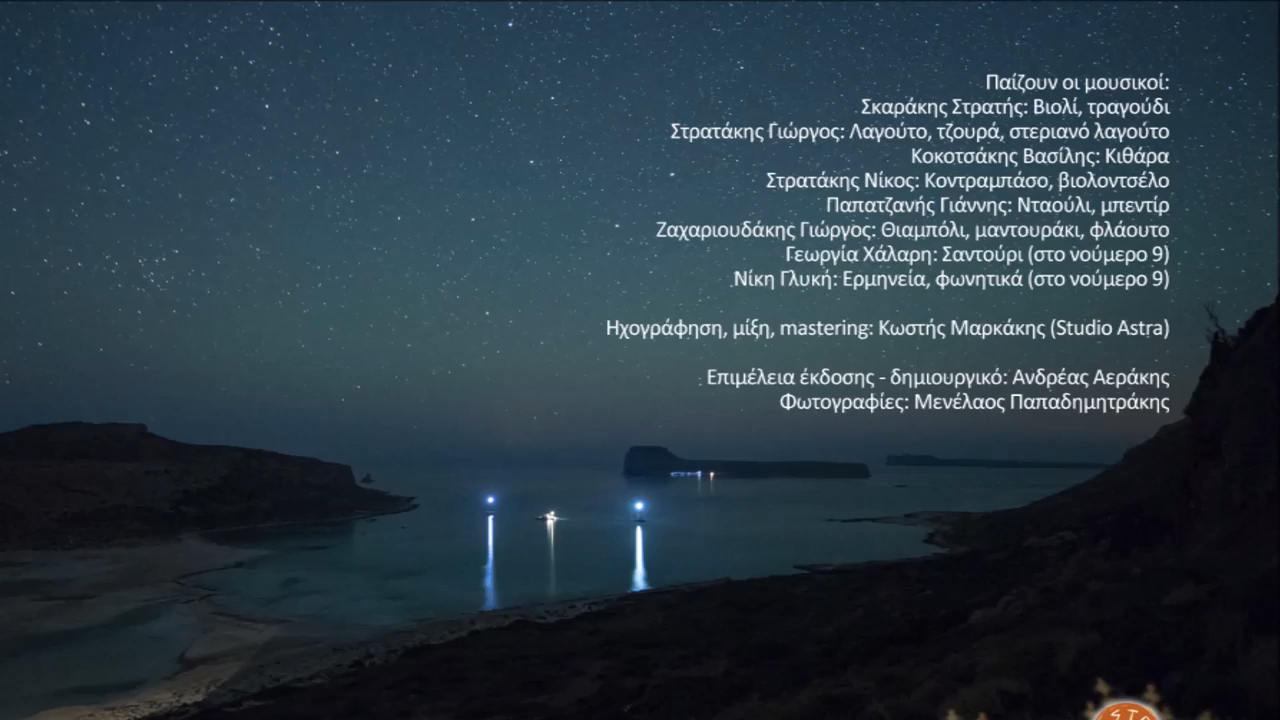 Παίζουν οι μουσικοί:
Σκαράκης Στρατής: Βιολί, τραγούδι
Στρατάκης Γιώργος: Λαγούτο, τζουρά, στεριανό λαγούτο
Κοκοτσάκης Βασίλης: Κιθάρα
Στρατάκης Νίκος: Κοντραμπάσο, βιολοντσέλο
Παπατζανής Γιάννης: Νταούλι, μπεντίρ
Ζαχαριουδάκης Γιώργος: Θιαμπόλι, μαντουράκι, φλάουτο
Γεωργία Χάλαρη: Σαντούρι (στο νούμερο 9)
Νίκη Γλυκή: Ερμηνεία, φωνητικά (στο νούμερο 9)
Ηχογράφηση, μίξη, mastering: Κωστής Μαρκάκης (Studio Astra)
Επιμέλεια έκδοσης - δημιουργικό: Ανδρέας Αεράκης
Φωτογραφίες: Μενέλαος Παπαδημητράκης